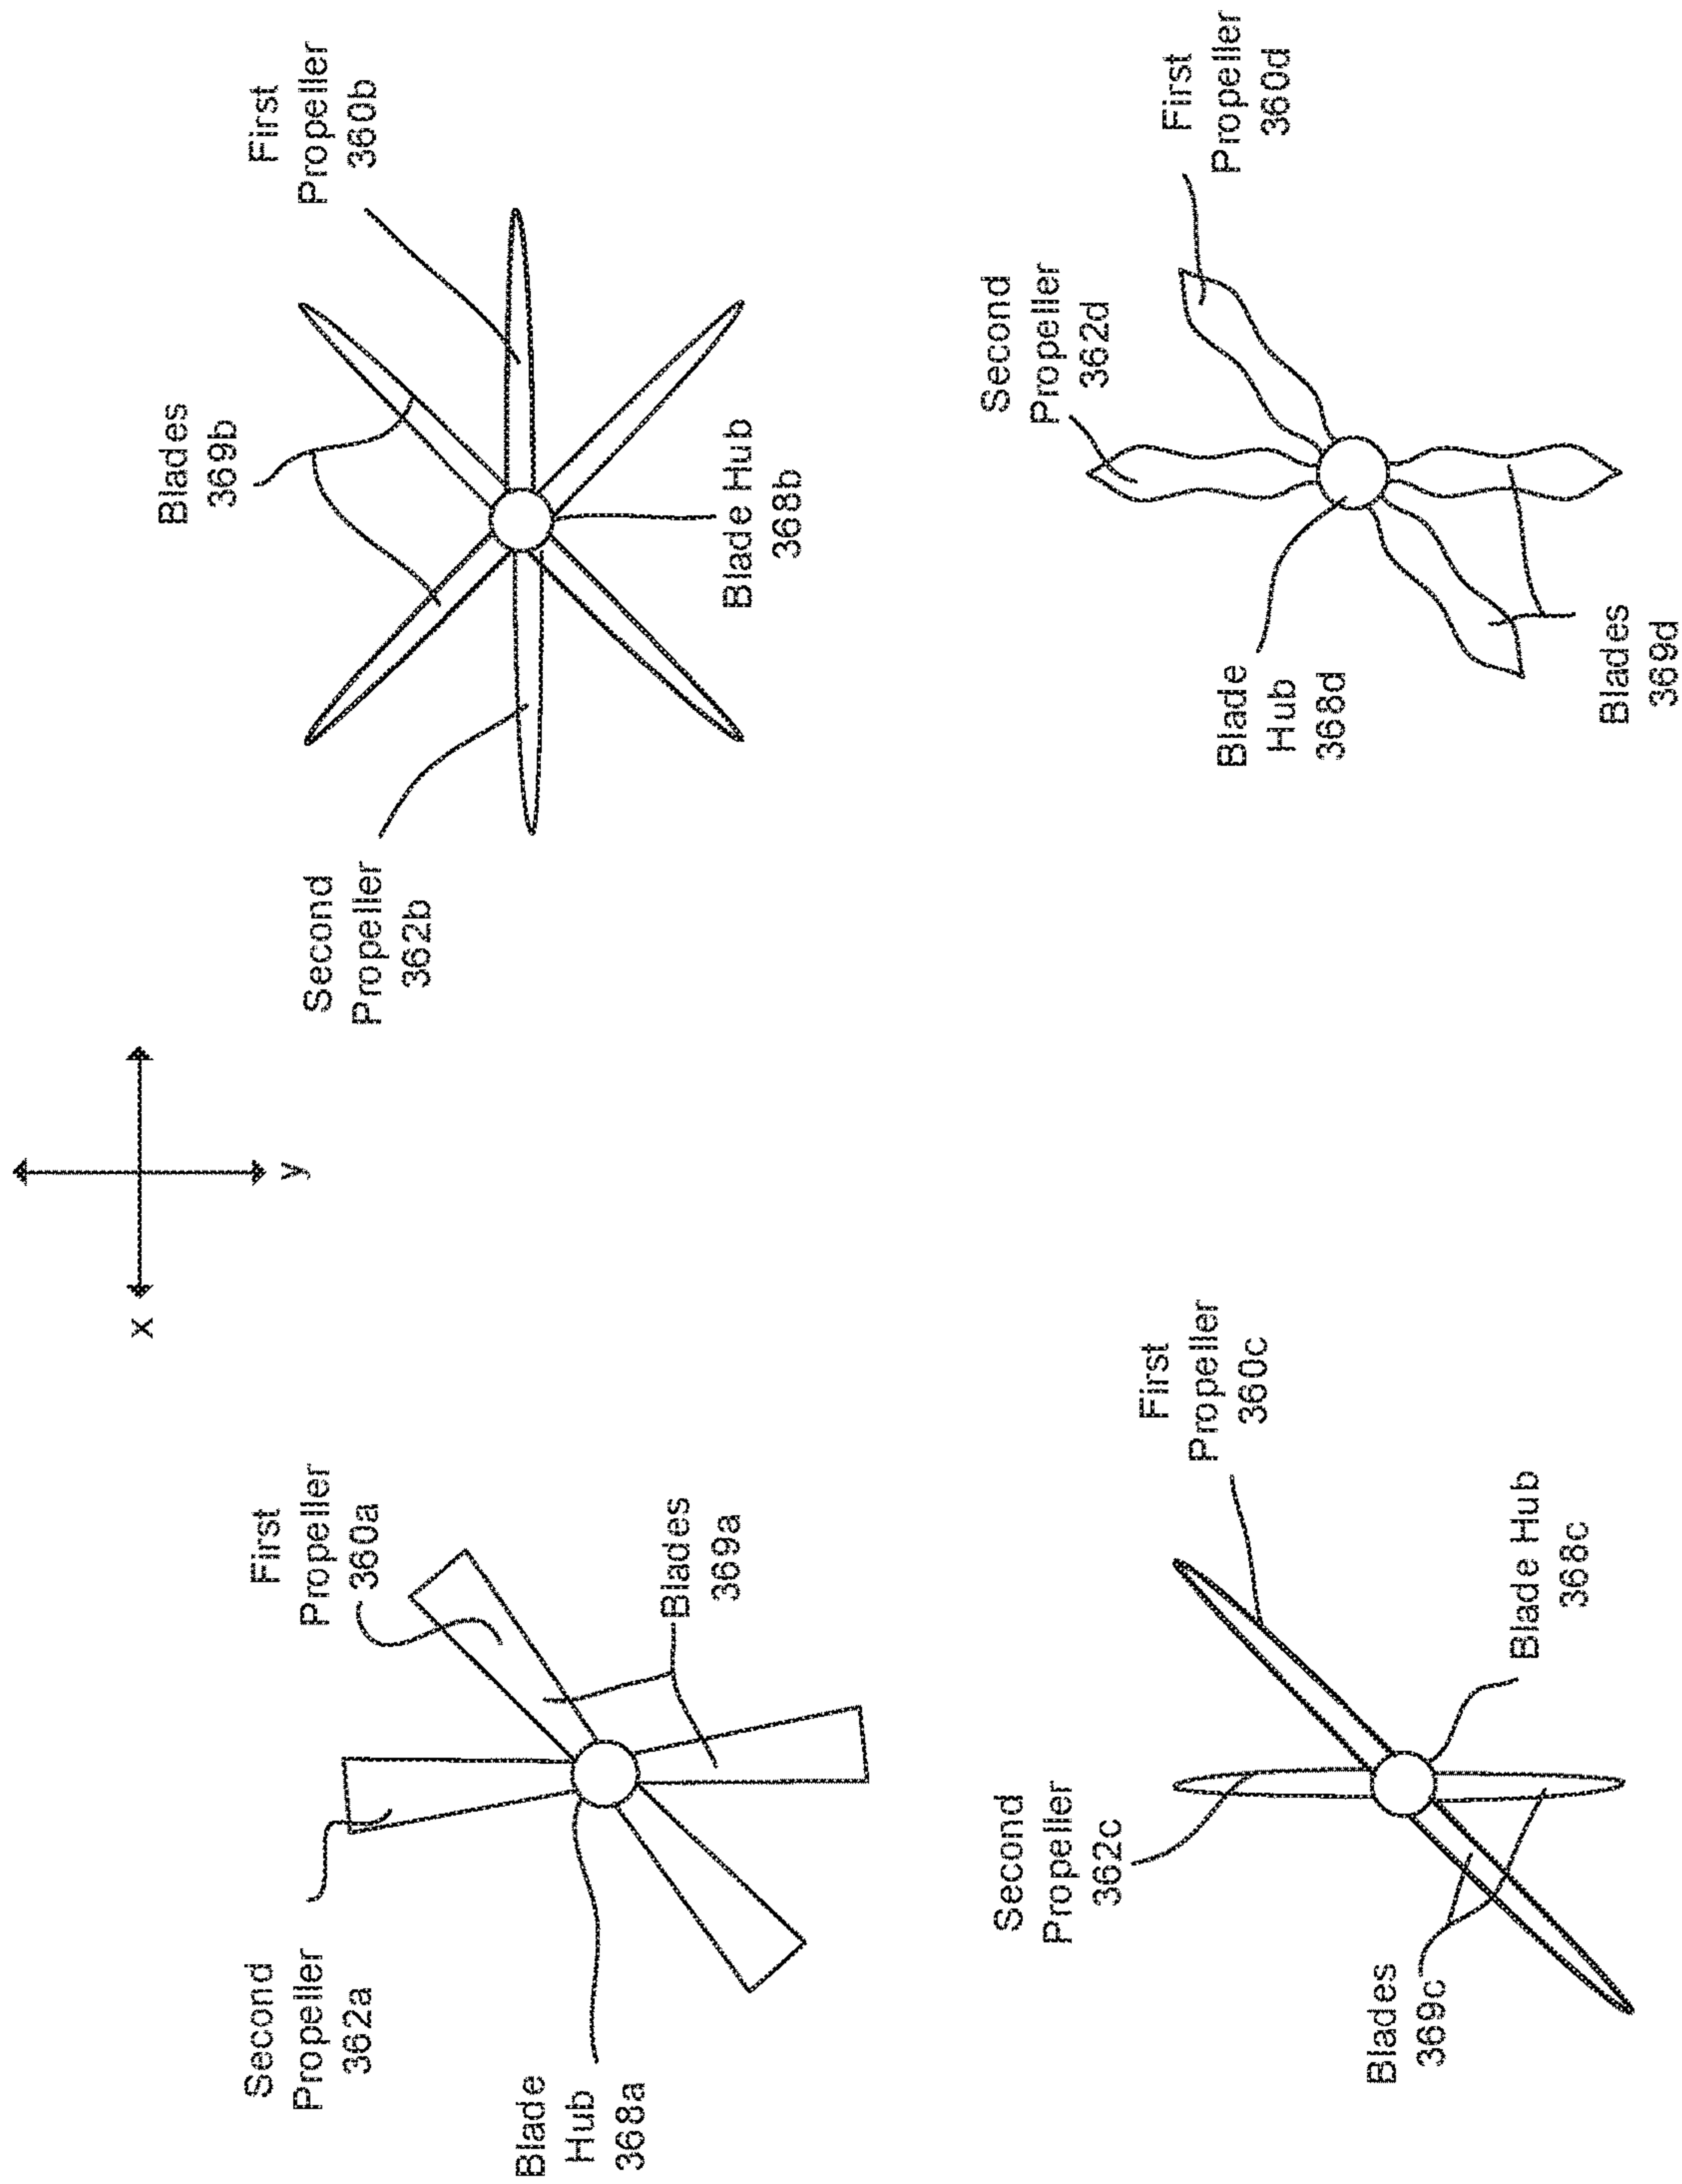 x
y
Second
Propeller
362a
First
Propeller
360a
Blade
Hub
368a
Blades
369a
Second
Propeller
362b
Blades
369b
First
Propeller
360b
Blade Hub
368b
Second
Propeller
362c
First
Propeller
360c
Blades
369c
Blade Hub
368c
Second
Propeller
362d
First
Propeller
360d
Blade
Hub
368d
Blades
369d